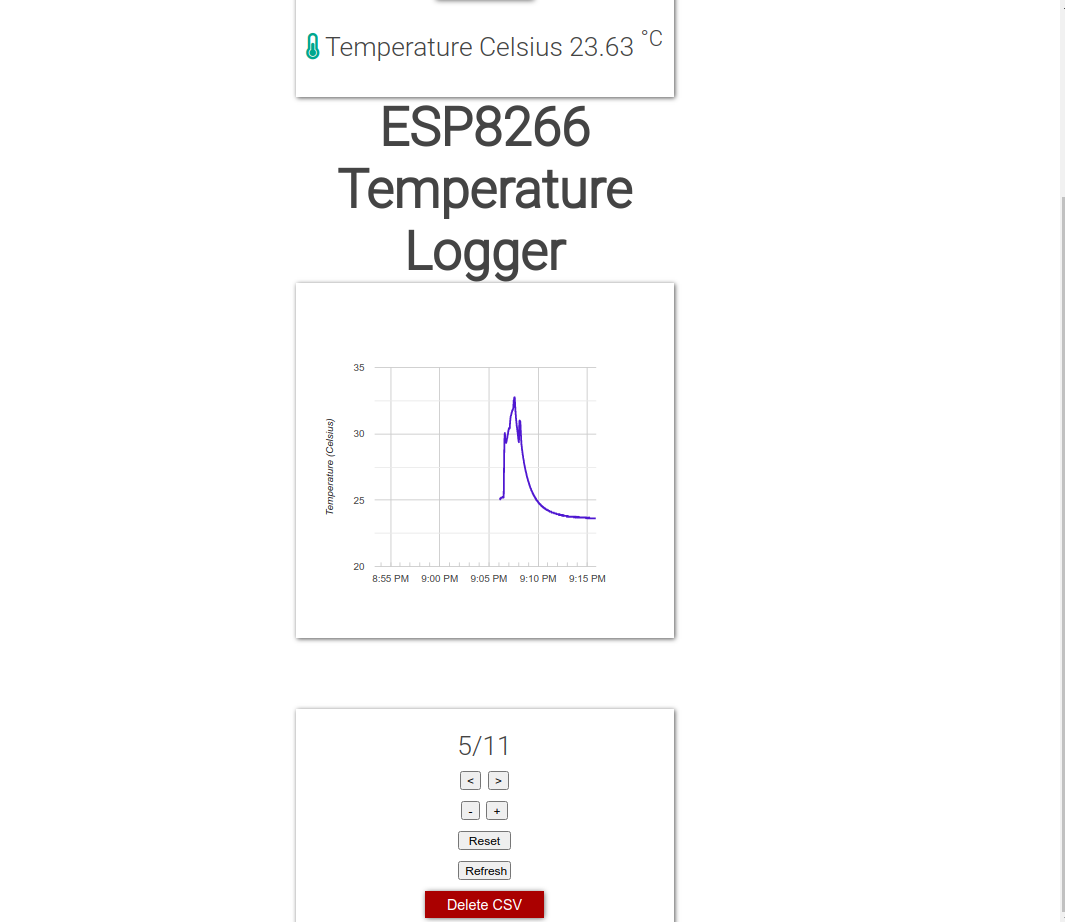 Temperature Celsius 23.63 °C
ESP8266
Temperature
Logger
35
30
25
20
Temperature (Celsius)
8:55 PM 9:00 PM 9:05 PM 9:10 PM 9:15 PM
5/11
< >
- +
Reset
Refresh
Delete CSV